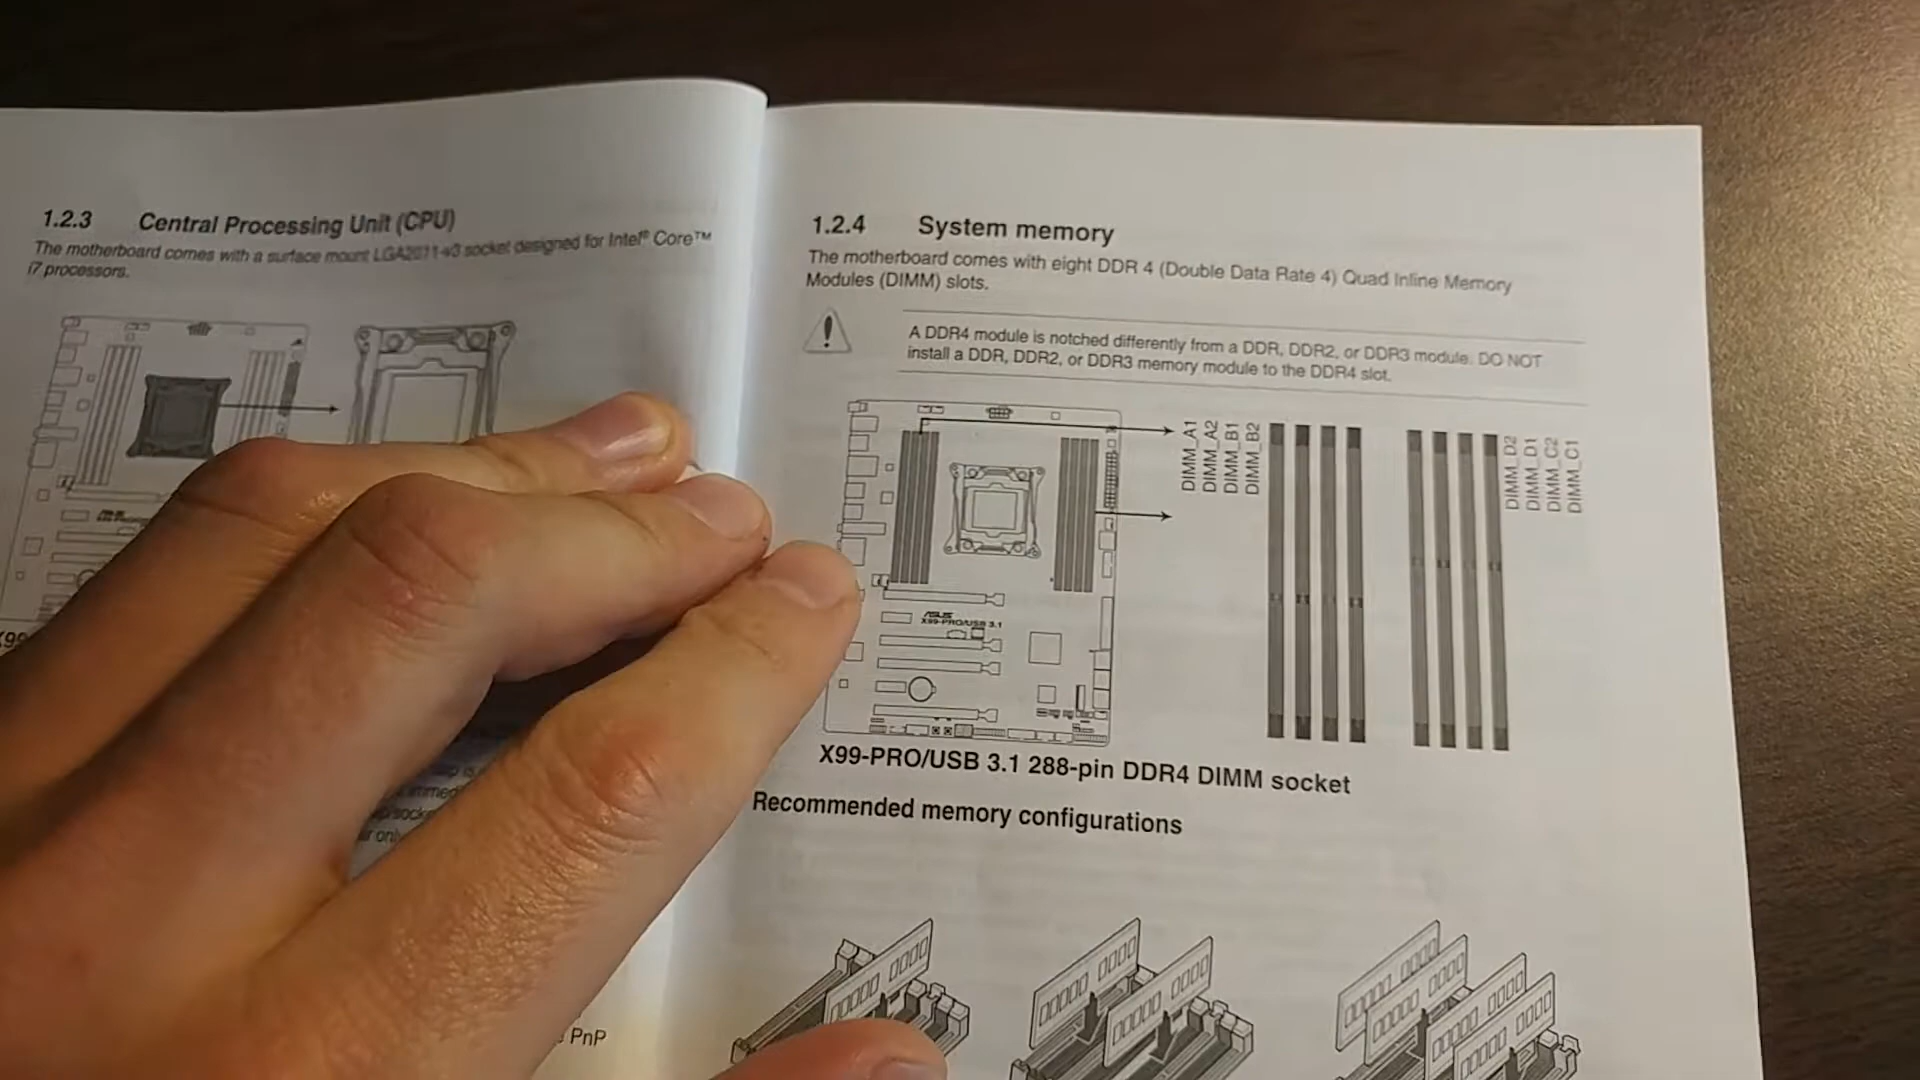 1.2.3 Central Processing Unit (CPU)
The motherboard comes with a surface mount LGA2011-v3 socket designed for Intel® Core™
i7 processors.
PnP
1.2.4 System memory
The motherboard comes with eight DDR 4 (Double Data Rate 4) Quad Inline Memory
Modules (DIMM) slots.
A DDR4 module is notched differently from a DDR, DDR2, or DDR3 module. DO NOT
install a DDR, DDR2, or DDR3 memory module to the DDR4 slot.
DIMM_A1
DIMM_A2
DIMM_B1
DIMM_B2
DIMM_D2
DIMM_D1
DIMM_C2
DIMM_C1
ASUS
X99-PRO/USB 3.1
X99-PRO/USB 3.1 288-pin DDR4 DIMM socket
Recommended memory configurations